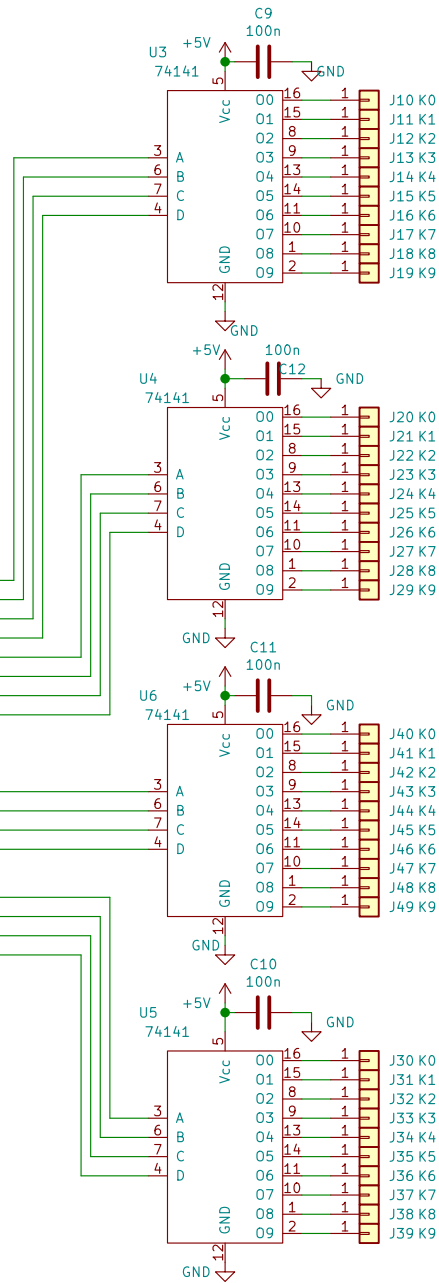 C9
100n
+5V
U3
74141
GND
5
Vcc
O0 16 1 J10 K0
O1 15 1 J11 K1
O2 8 1 J12 K2
3 A O3 9 1 J13 K3
6 B O4 13 1 J14 K4
7 C O5 14 1 J15 K5
4 D O6 11 1 J16 K6
O7 10 1 J17 K7
O8 1 1 J18 K8
O9 2 1 J19 K9
GND
12
GND
+5V
100n
C12
U4
74141
GND
5
Vcc
O0 16 1 J20 K0
O1 15 1 J21 K1
O2 8 1 J22 K2
3 A O3 9 1 J23 K3
6 B O4 13 1 J24 K4
7 C O5 14 1 J25 K5
4 D O6 11 1 J26 K6
O7 10 1 J27 K7
O8 1 1 J28 K8
O9 2 1 J29 K9
GND
12
GND
C11
100n
+5V
U6
74141
GND
5
Vcc
O0 16 1 J40 K0
O1 15 1 J41 K1
O2 8 1 J42 K2
3 A O3 9 1 J43 K3
6 B O4 13 1 J44 K4
7 C O5 14 1 J45 K5
4 D O6 11 1 J46 K6
O7 10 1 J47 K7
O8 1 1 J48 K8
O9 2 1 J49 K9
GND
12
GND
C10
100n
+5V
U5
74141
GND
5
Vcc
O0 16 1 J30 K0
O1 15 1 J31 K1
O2 8 1 J32 K2
3 A O3 9 1 J33 K3
6 B O4 13 1 J34 K4
7 C O5 14 1 J35 K5
4 D O6 11 1 J36 K6
O7 10 1 J37 K7
O8 1 1 J38 K8
O9 2 1 J39 K9
GND
12
GND